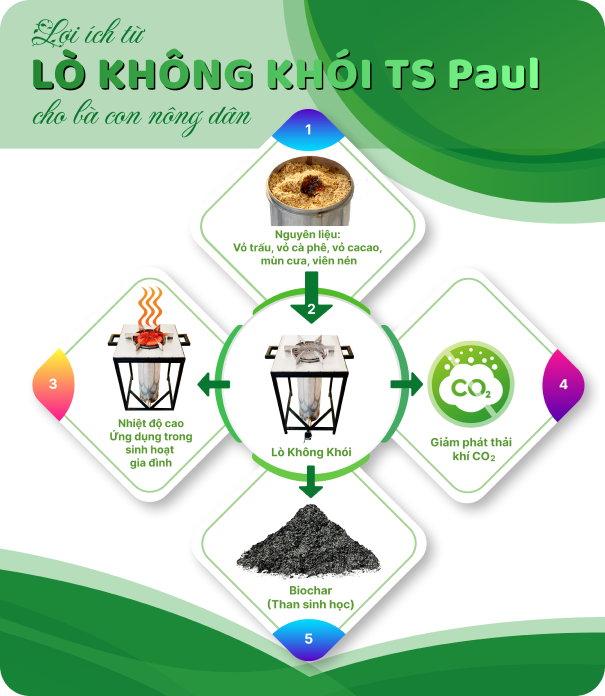 Lợi ích từ
LÒ KHÔNG KHÓI TS Paul
cho bà con nông dân
1
Nguyên liệu:
Vỏ trấu, vỏ cà phê, vỏ cacao,
mùn cưa, viên nén
2
Lò Không Khói
3
Nhiệt độ cao
Ứng dụng trong
sinh hoạt
gia đình
CO₂
4
Giảm phát thải
khí CO₂
Biochar
(Than sinh học)
5